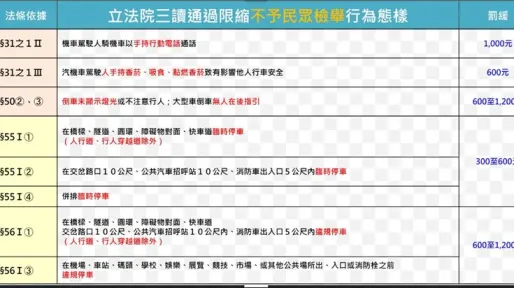 法條依據
立法院三讀通過限縮不予民眾檢舉行為態樣
罰鍰
§31之1Ⅱ
機車駕駛人騎機車以手持行動電話通話
1,000元
§31之1Ⅲ
汽機車駕駛人手持香菸、吸食、點燃香菸致有影響他人行車安全
600元
§50②、③
倒車未顯示燈光或不注意行人；大型車倒車無人在後指引
600至1,200
§55Ⅰ①
在橋樑、隧道、圓環、障礙物對面、快車道臨時停車
（人行道、行人穿越道除外）
§55Ⅰ②
在交岔路口10公尺、公共汽車招呼站10公尺、消防車出入口5公尺內臨時停車
300至600元
§55Ⅰ④
併排臨時停車
§56Ⅰ①
在橋樑、隧道、圓環、障礙物對面、快車道
交岔路口10公尺、公共汽車招呼站10公尺內、消防車出入口5公尺內違規停車
（人行道、行人穿越道除外）
600至1,200
§56Ⅰ③
在機場、車站、碼頭、學校、娛樂、展覽、競技、市場、或其他公共場所出、入口或消防栓之前
違規停車